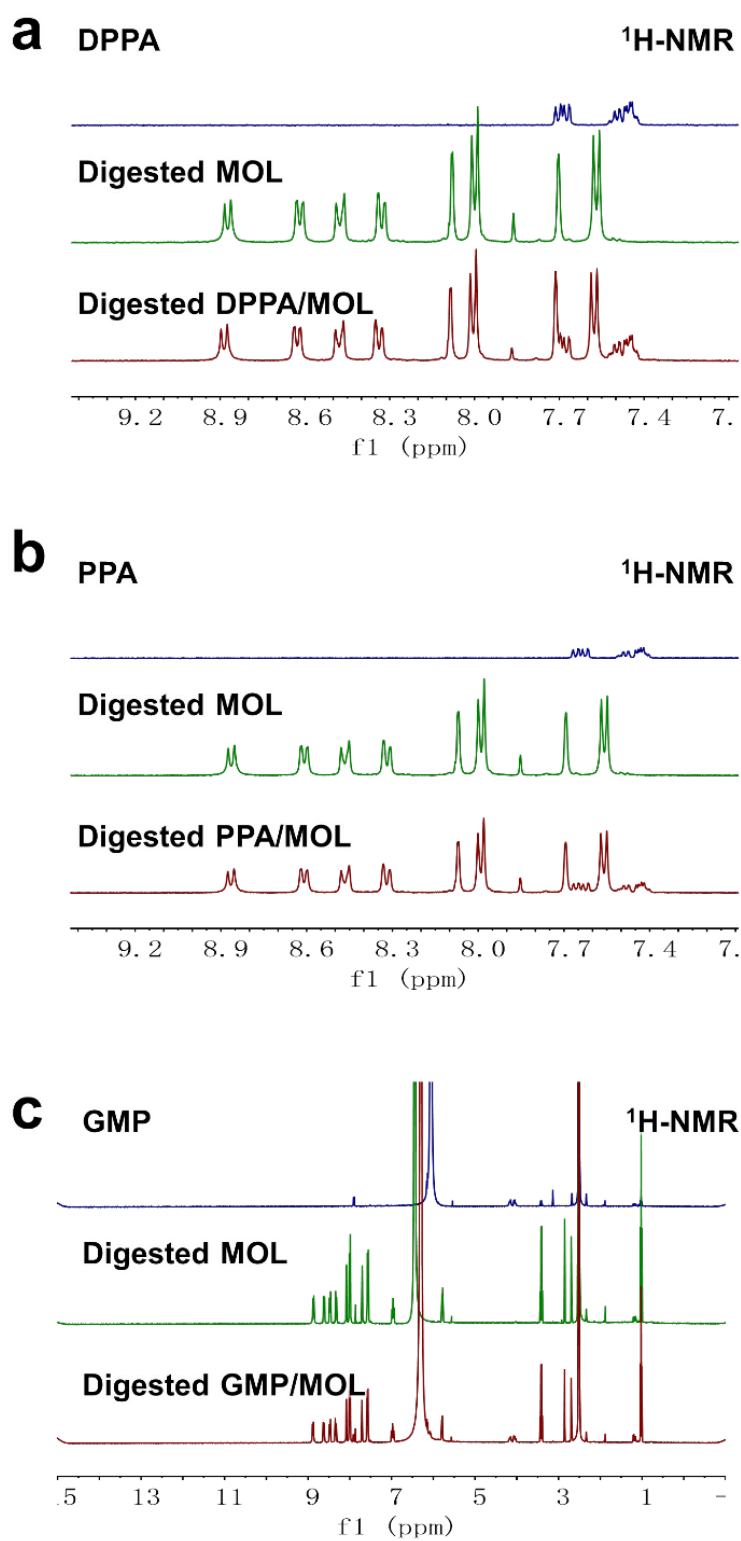 a DPPA ¹H-NMR
Digested MOL
Digested DPPA/MOL
9.2 8.9 8.6 8.3 8.0 7.7 7.4 7.
f1 (ppm)
b PPA ¹H-NMR
Digested MOL
Digested PPA/MOL
9.2 8.9 8.6 8.3 8.0 7.7 7.4 7.
f1 (ppm)
c GMP ¹H-NMR
Digested MOL
Digested GMP/MOL
.5 13 11 9 7 5 3 1 -
f1 (ppm)